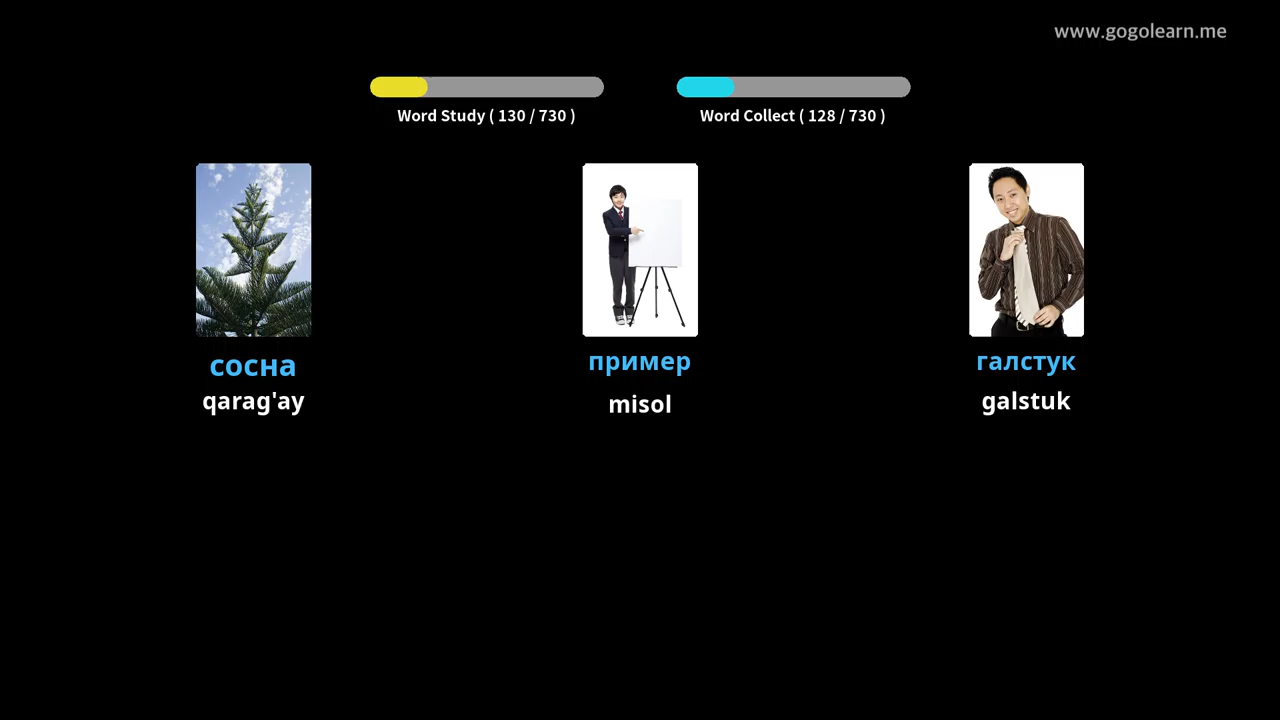 www.gogolearn.me
Word Study ( 130 / 730 )
Word Collect ( 128 / 730 )
сосна
qarag'ay
пример
misol
галстук
galstuk